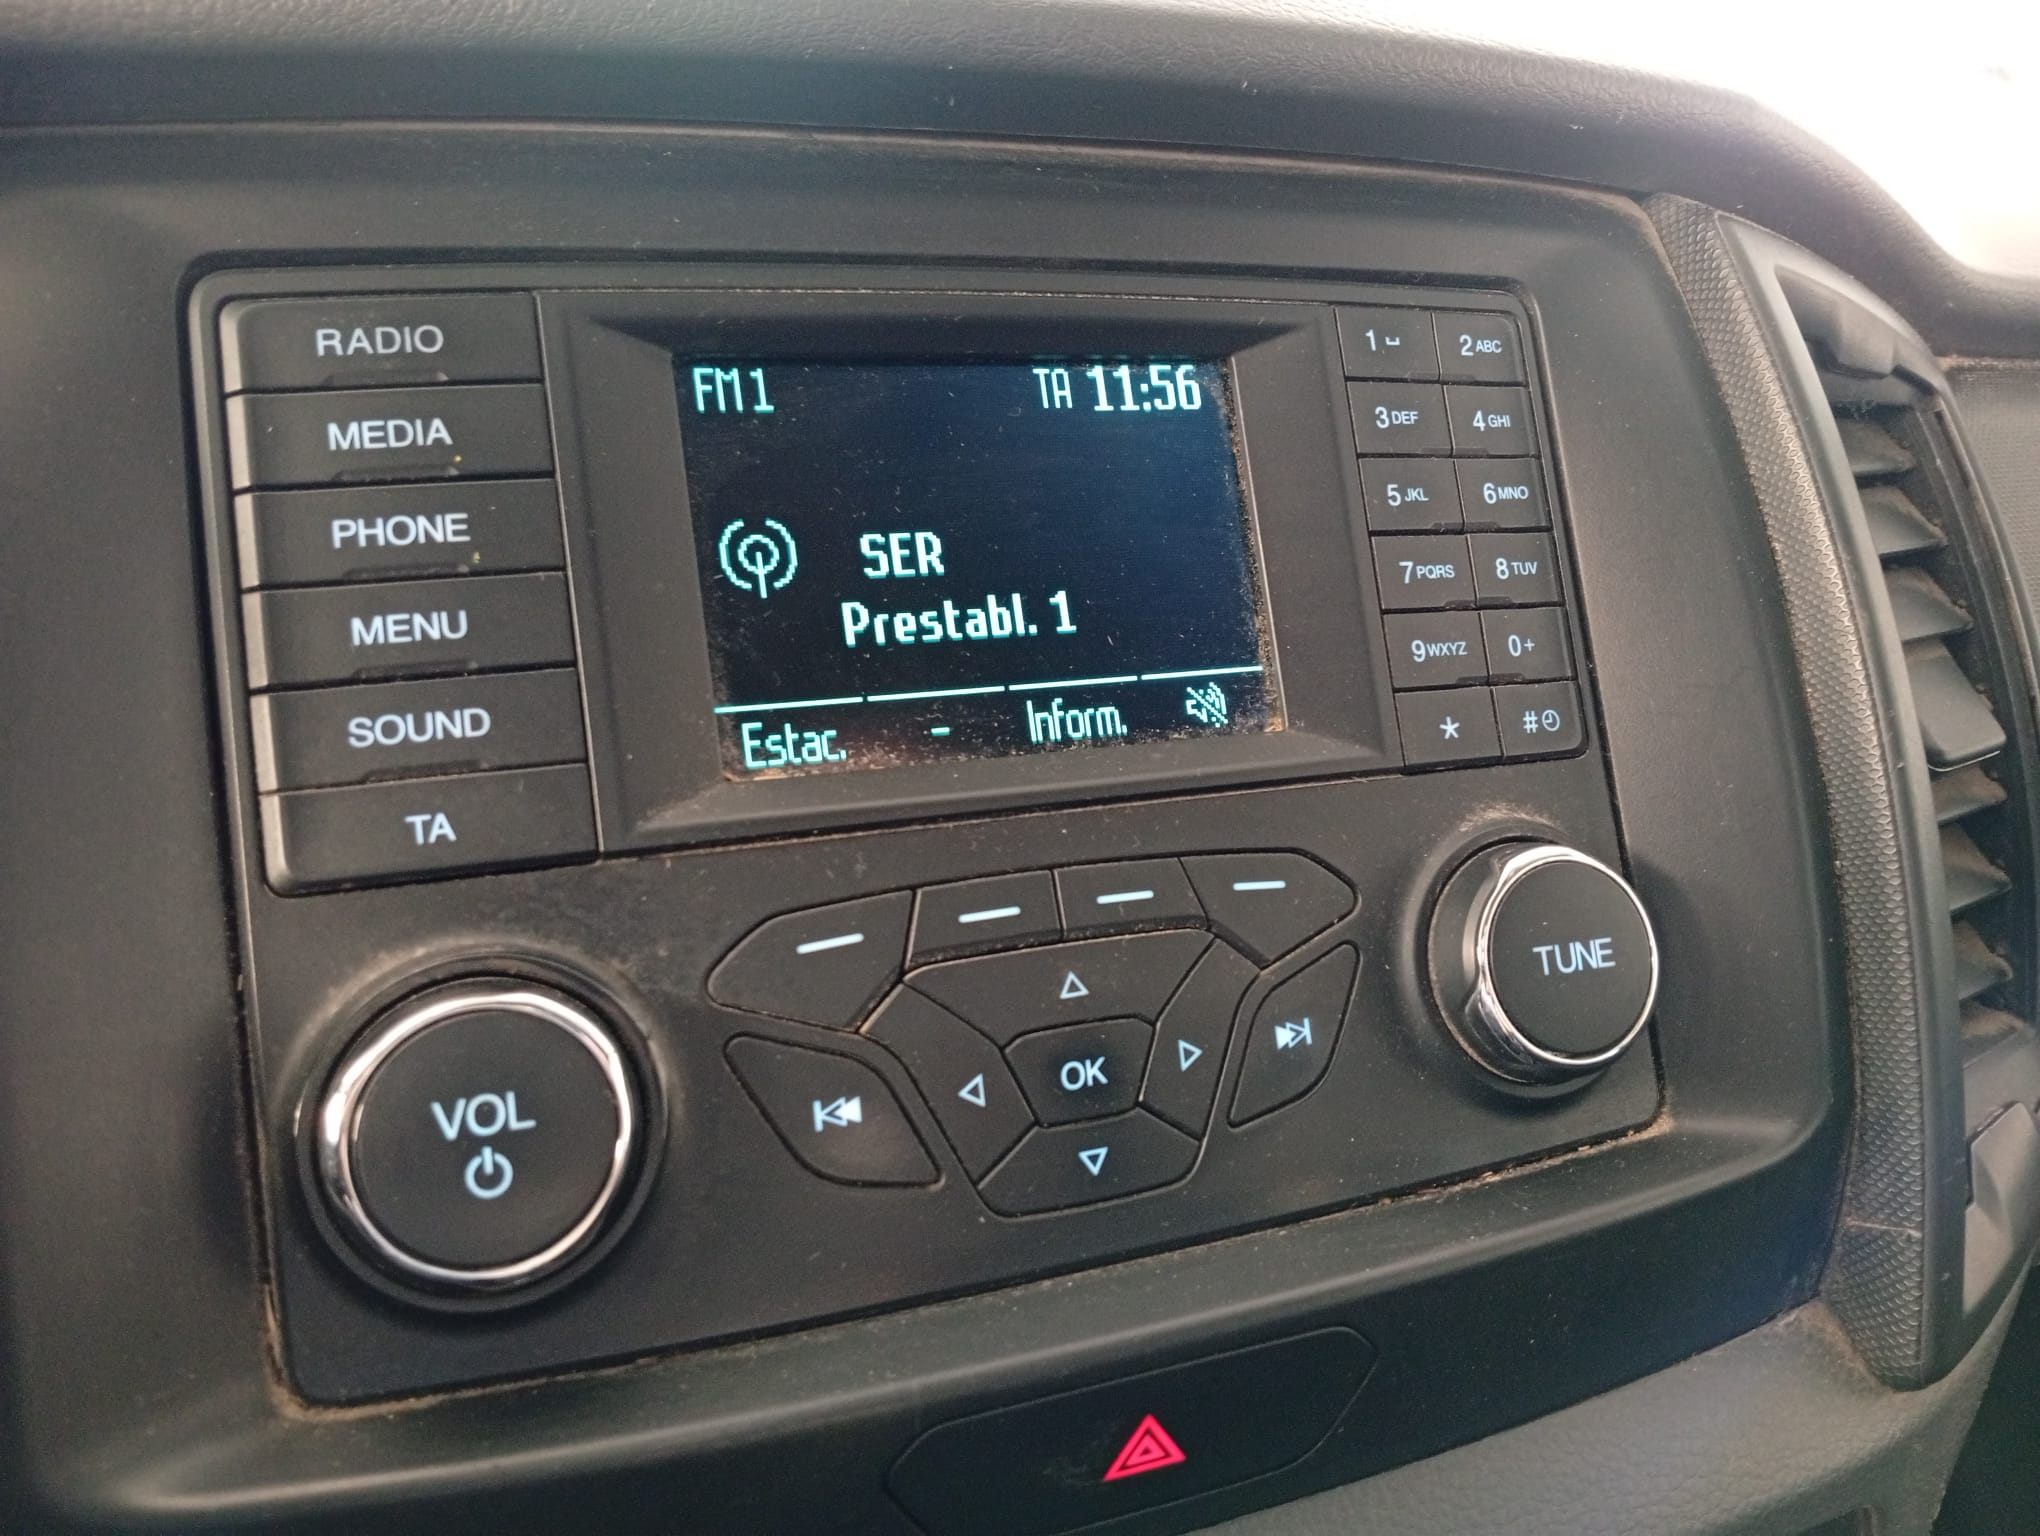 RADIO
MEDIA
PHONE
MENU
SOUND
TA
FM1 TA 11:56
SER
Prestabl. 1
Estac. - Inform.
1 2 ABC
3 DEF 4 GHI
5 JKL 6 MNO
7 PQRS 8 TUV
9 WXYZ 0 +
* #
VOL
OK
TUNE